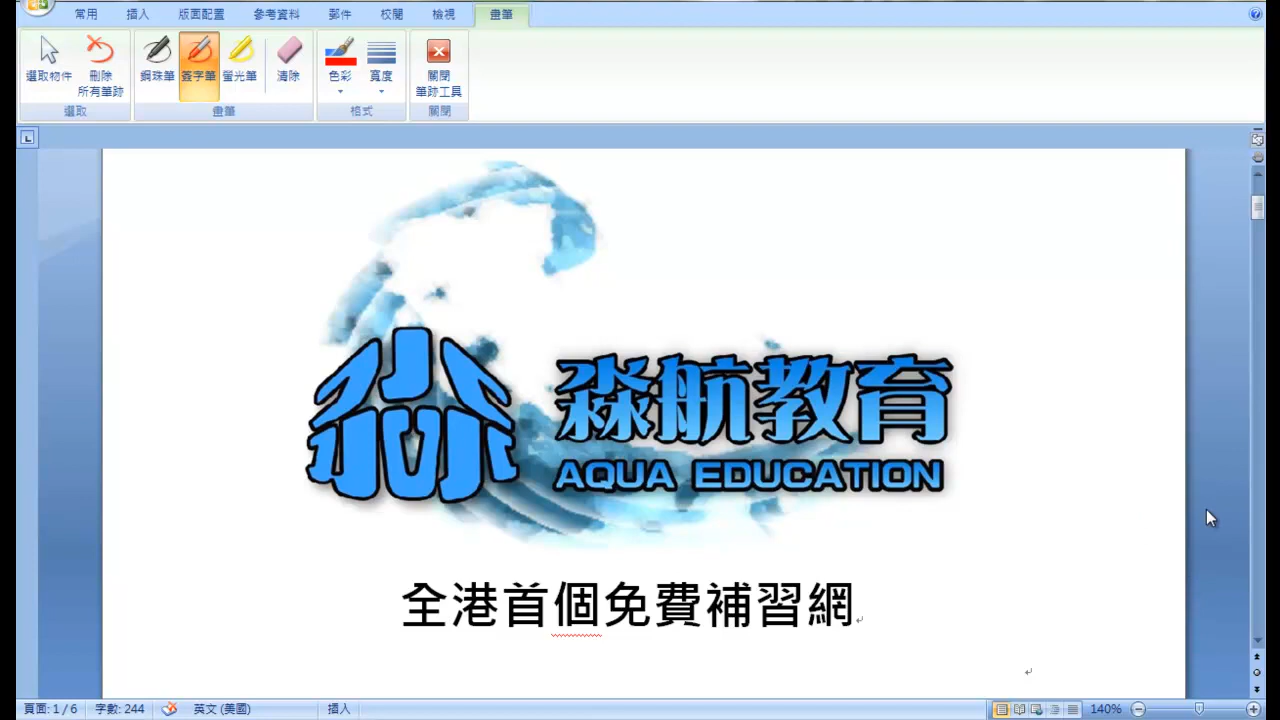 常用 插入 版面配置 參考資料 郵件 校閱 檢視 畫筆
選取物件 刪除 所有筆跡 鋼珠筆 簽字筆 螢光筆 清除 色彩 寬度 關閉 筆跡工具
選取 畫筆 格式 關閉
淼航教育
AQUA EDUCATION
全港首個免費補習網
頁面: 1 / 6 字數: 244 英文 (美國) 插入 140%